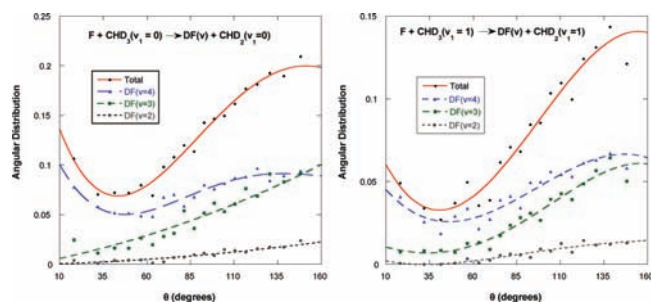 F + CHD₃(v₁ = 0) → DF(v) + CHD₂(v₁=0)
Angular Distribution
0.2
0.15
0.1
0.05
0
Total
DF(v=4)
DF(v=3)
DF(v=2)
10 35 60 85 110 135 160
θ (degrees)
F + CHD₃(v₁ = 1) → DF(v) + CHD₂(v₁=1)
Angular Distribution
0.15
0.1
0.05
0
Total
DF(v=4)
DF(v=3)
DF(v=2)
10 35 60 85 110 135 160
θ (degrees)